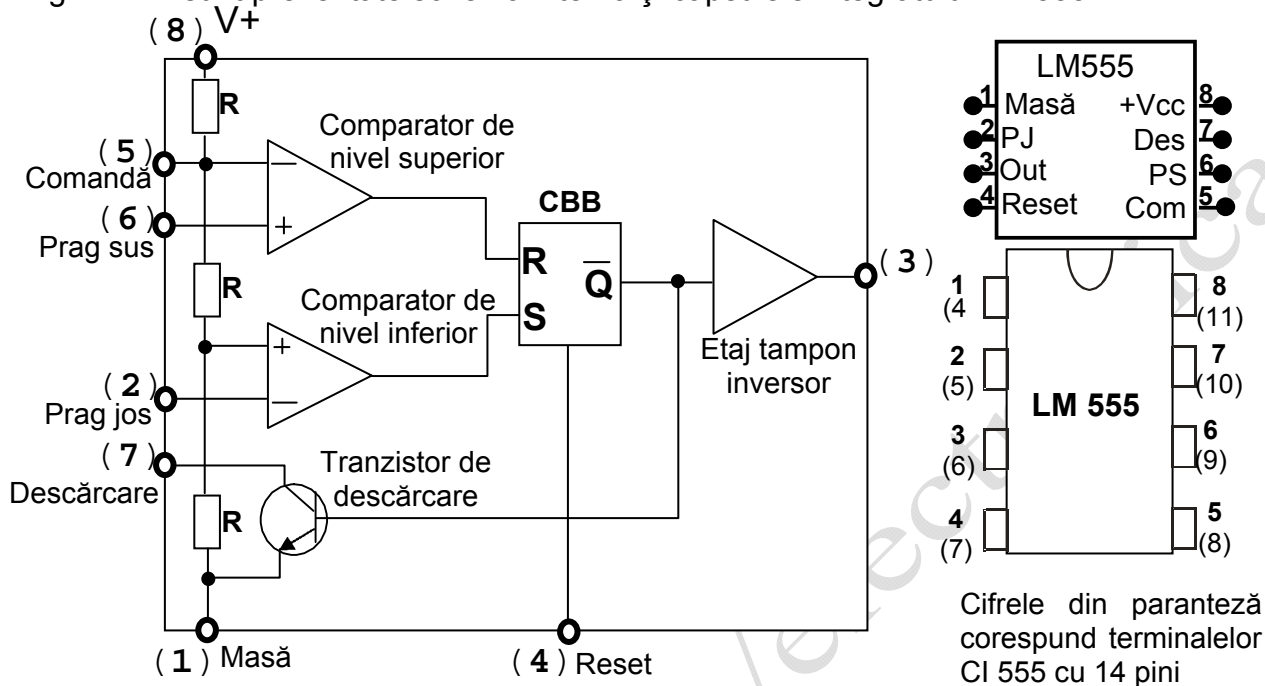 (8) V+
R
(5)
Comandă
(6)
Prag sus
Comparator de
nivel superior
−
+
R
Comparator de
nivel inferior
+
−
(2)
Prag jos
(7)
Descărcare
R
Tranzistor de
descărcare
CBB
R
S
Q
Etaj tampon
inversor
(3)
(1) Masă
(4) Reset
LM555
1 Masă +Vcc 8
2 PJ Des 7
3 Out PS 6
4 Reset Com 5
1 8
(4 (11)
2 7
(5) (10)
LM 555
3 6
(6) (9)
4 5
(7) (8)
Cifrele din paranteză
corespund terminalelor
CI 555 cu 14 pini